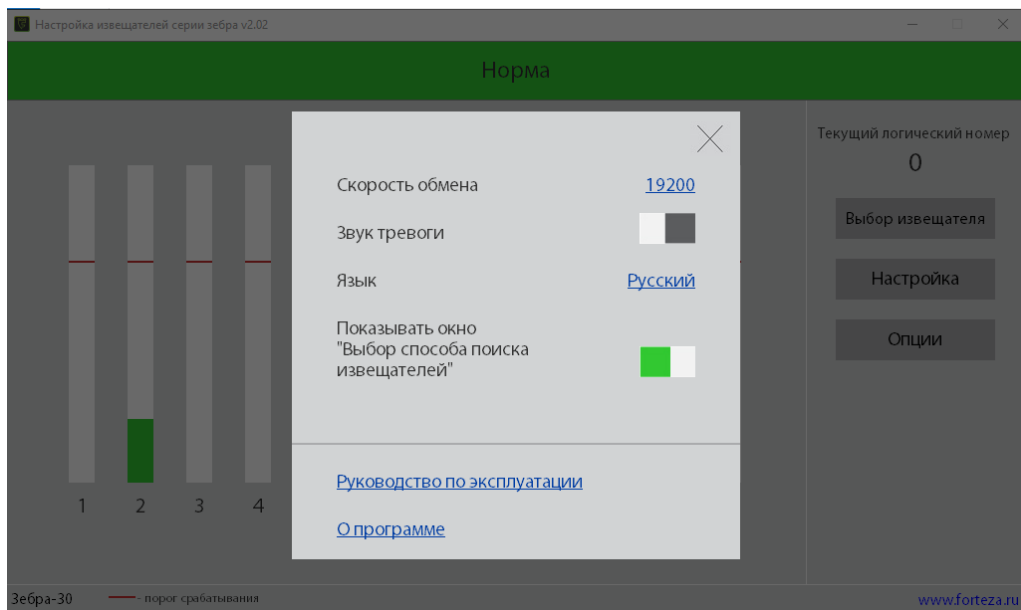 Настройка извещателей серии зебра v2.02
Норма
Текущий логический номер
0
Выбор извещателя
Настройка
Опции
Скорость обмена 19200
Звук тревоги
Язык Русский
Показывать окно
"Выбор способа поиска
извещателей"
Руководство по эксплуатации
О программе
1 2 3 4
Зебра-30 - порог срабатывания www.forteza.ru